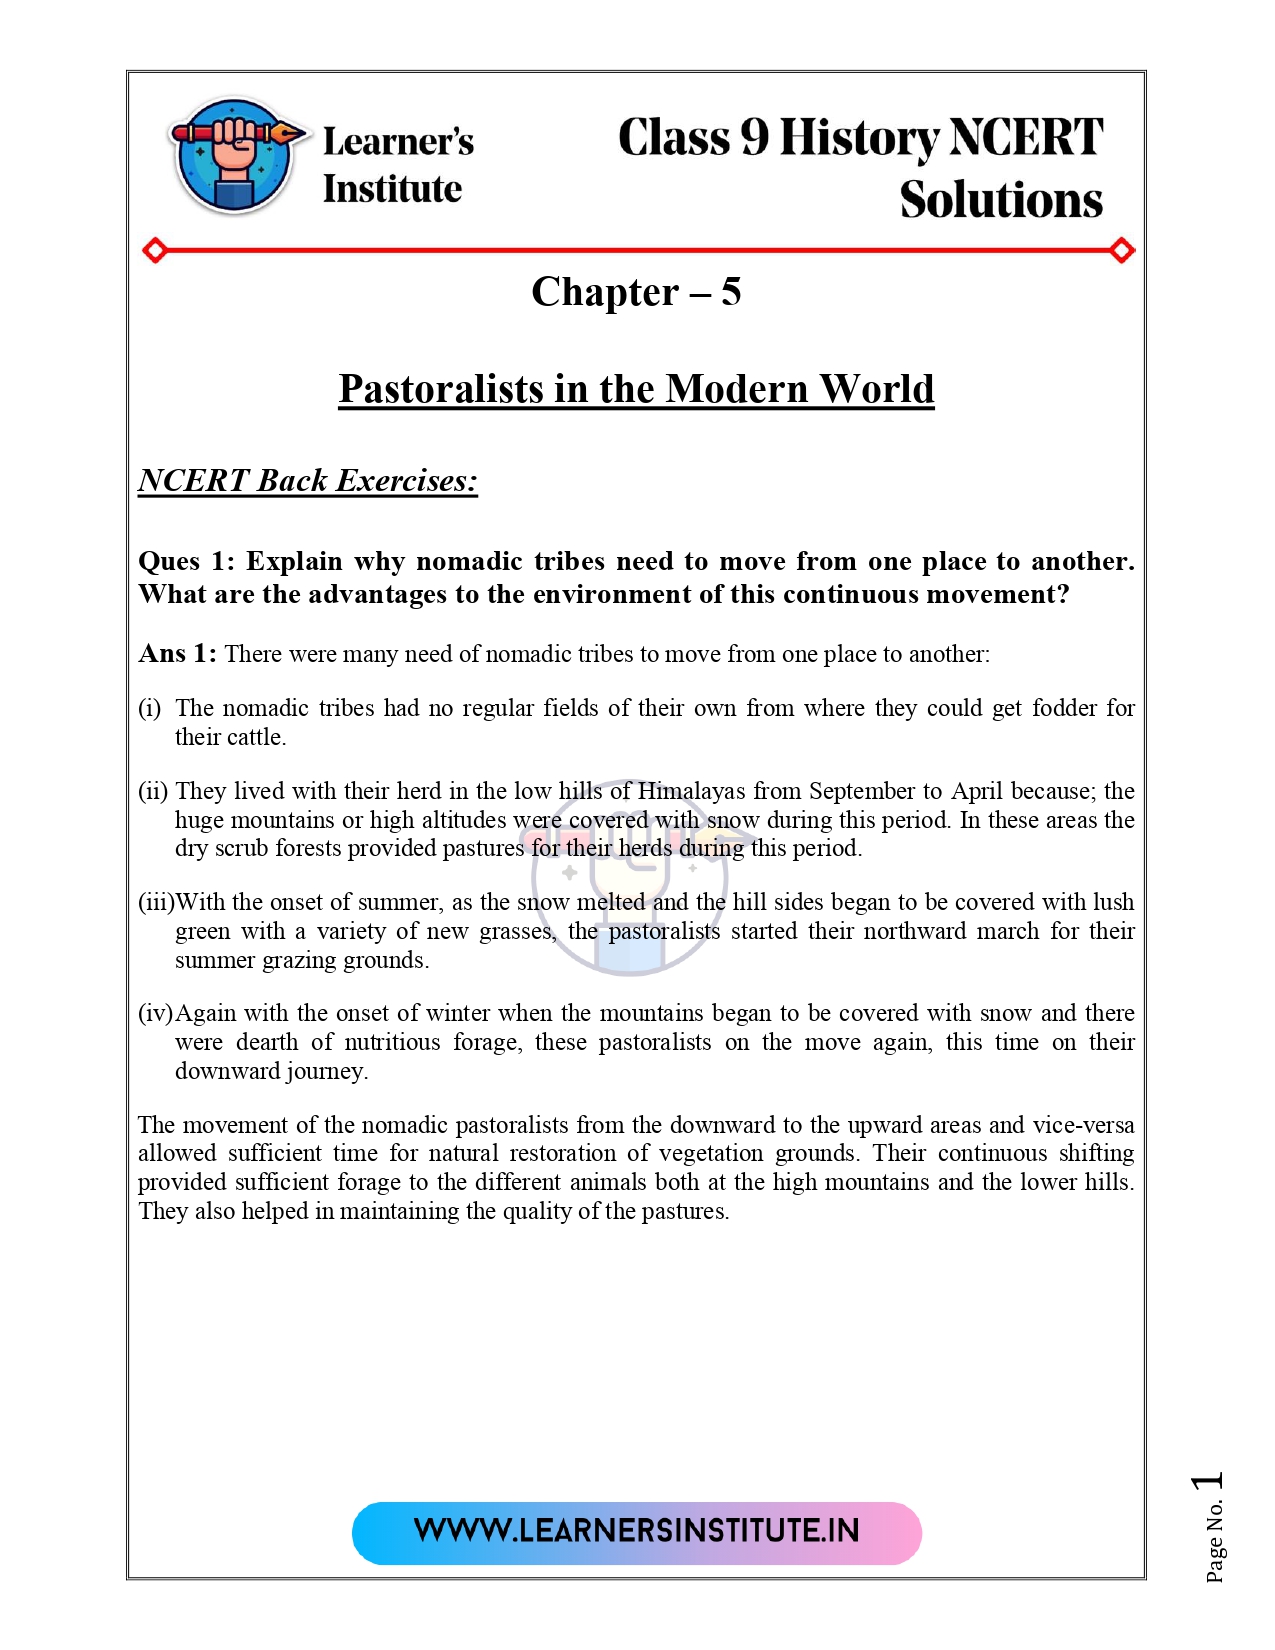 Learner's
Institute
Class 9 History NCERT
Solutions
Chapter – 5
Pastoralists in the Modern World
NCERT Back Exercises:
Ques 1: Explain why nomadic tribes need to move from one place to another.
What are the advantages to the environment of this continuous movement?
Ans 1: There were many need of nomadic tribes to move from one place to another:
(i) The nomadic tribes had no regular fields of their own from where they could get fodder for
their cattle.
(ii) They lived with their herd in the low hills of Himalayas from September to April because; the
huge mountains or high altitudes were covered with snow during this period. In these areas the
dry scrub forests provided pastures for their herds during this period.
(iii)With the onset of summer, as the snow melted and the hill sides began to be covered with lush
green with a variety of new grasses, the pastoralists started their northward march for their
summer grazing grounds.
(iv)Again with the onset of winter when the mountains began to be covered with snow and there
were dearth of nutritious forage, these pastoralists on the move again, this time on their
downward journey.
The movement of the nomadic pastoralists from the downward to the upward areas and vice-versa
allowed sufficient time for natural restoration of vegetation grounds. Their continuous shifting
provided sufficient forage to the different animals both at the high mountains and the lower hills.
They also helped in maintaining the quality of the pastures.
WWW.LEARNERSINSTITUTE.IN
Page No. 1